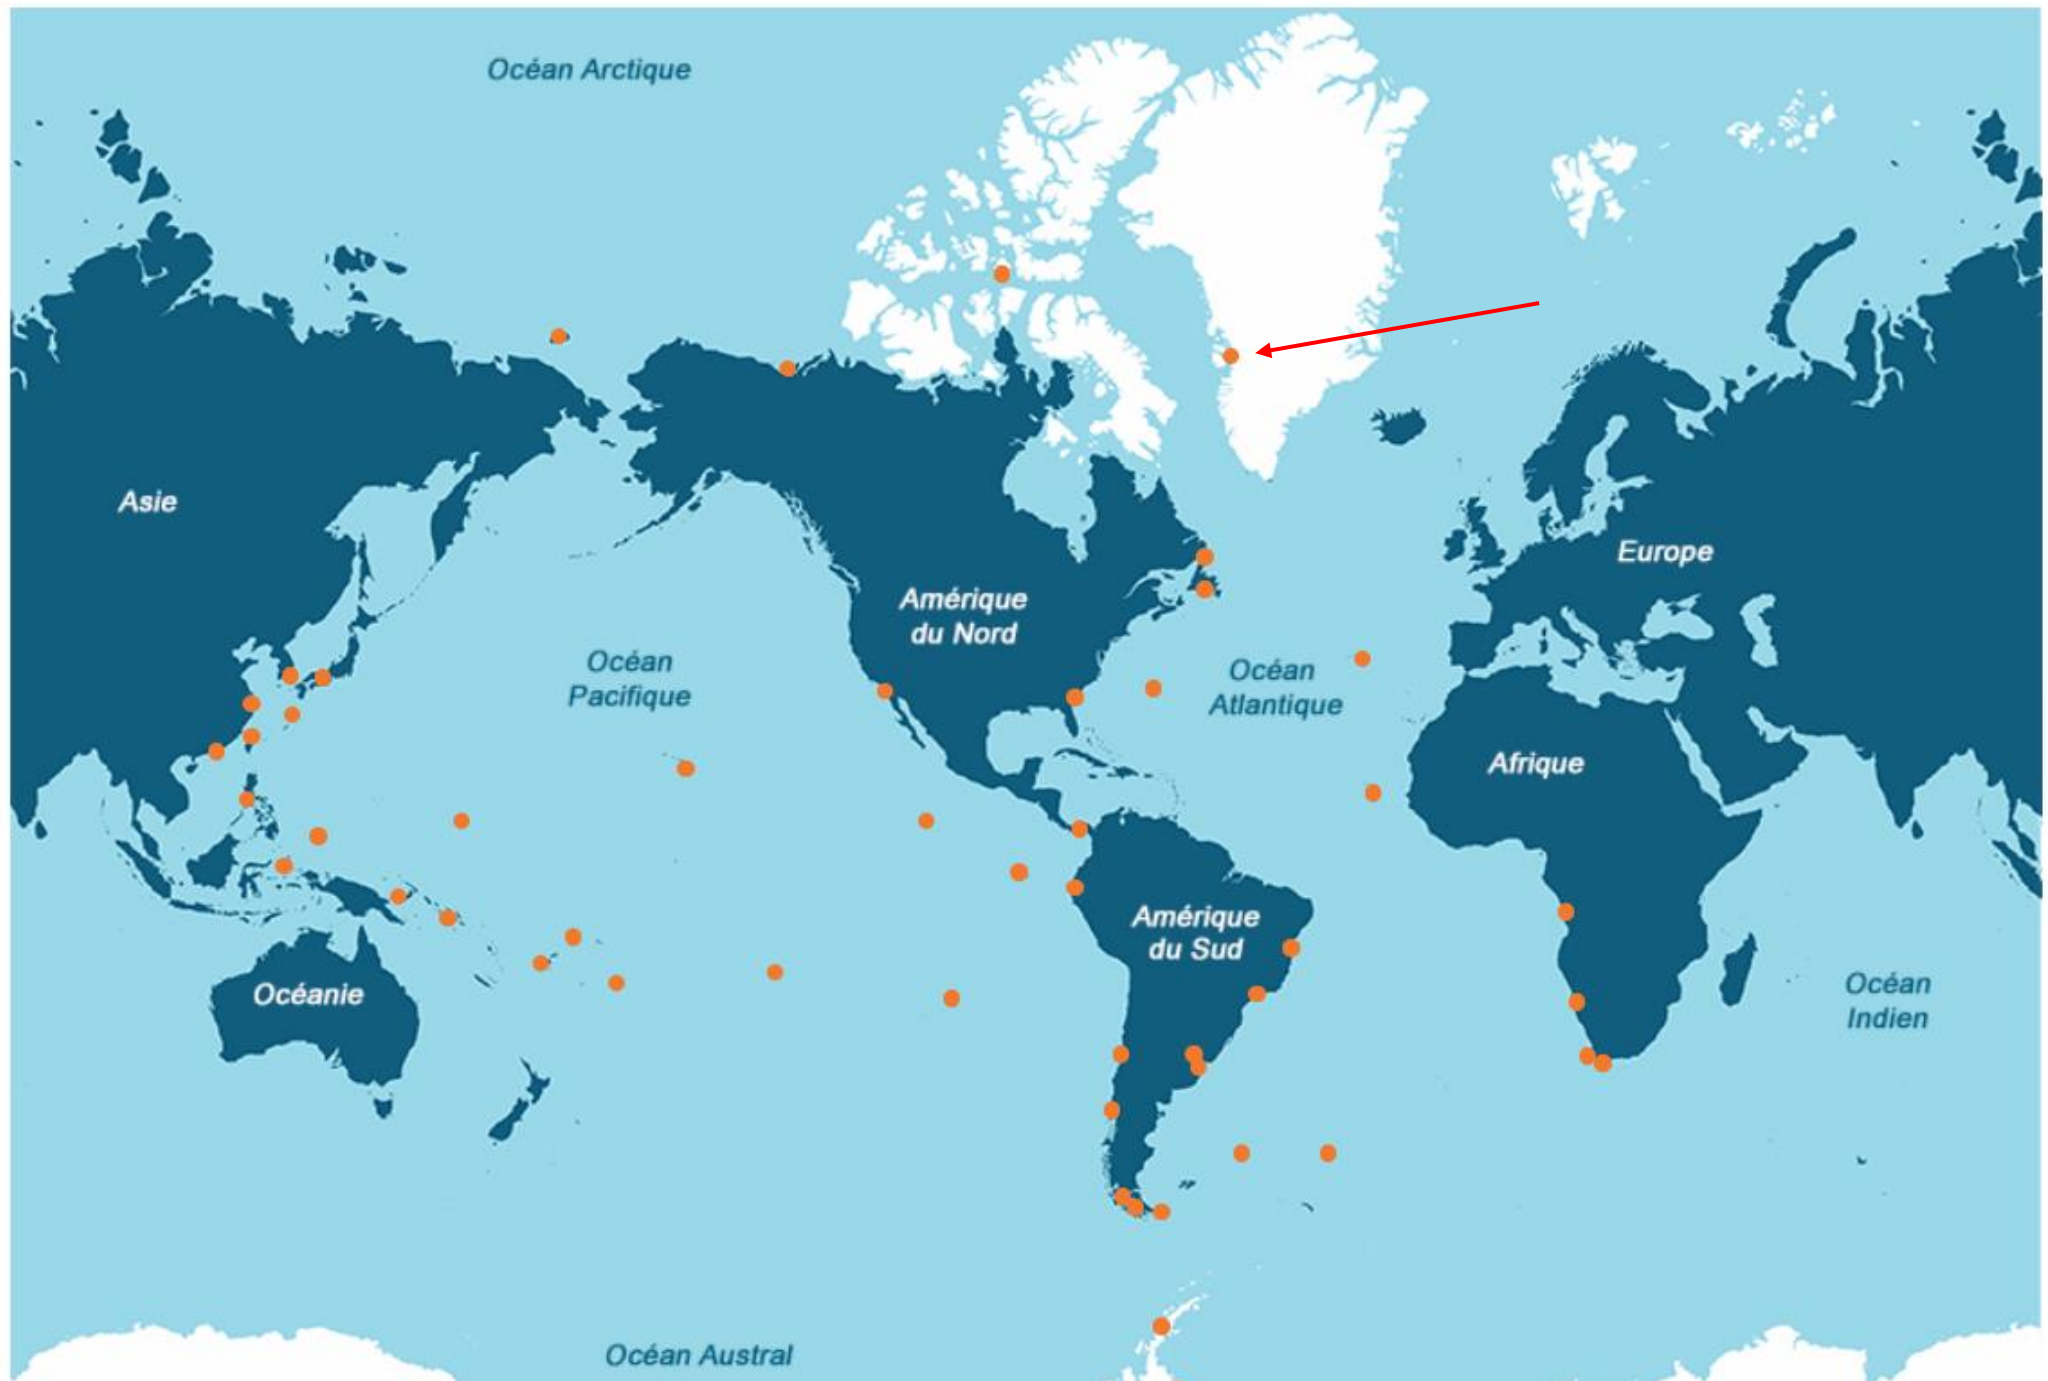 Océan Arctique
Asie
Europe
Amérique
du Nord
Océan
Pacifique
Océan
Atlantique
Afrique
Amérique
du Sud
Océanie
Océan
Indien
Océan Austral